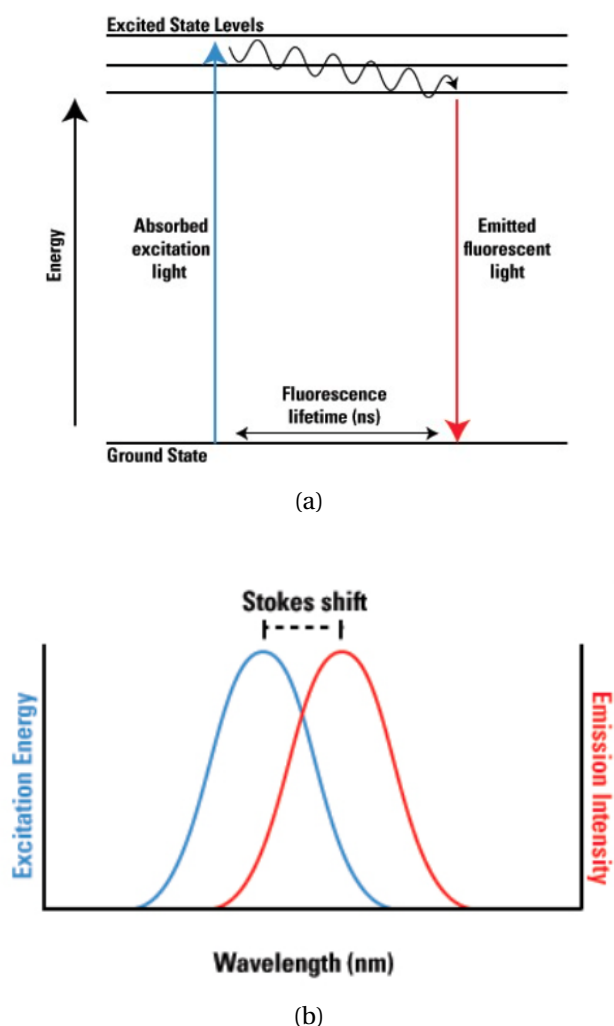 Excited State Levels
Energy
Absorbed
excitation
light
Emitted
fluorescent
light
Fluorescence
lifetime (ns)
Ground State
(a)
Stokes shift
Excitation Energy
Emission Intensity
Wavelength (nm)
(b)